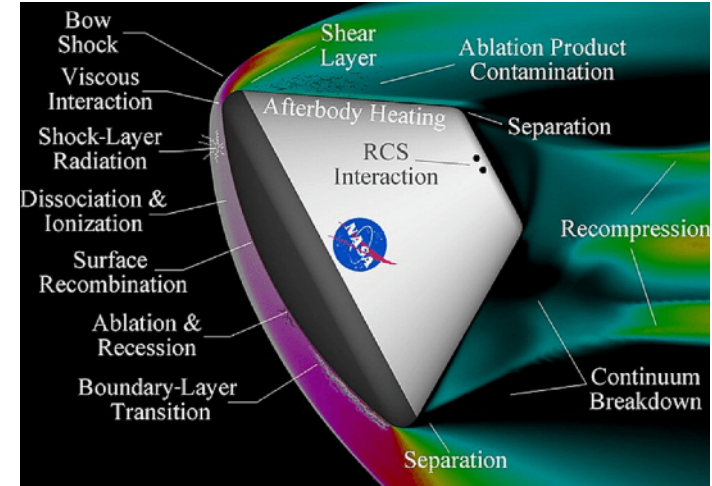 Bow
Shock
Viscous
Interaction
Shock-Layer
Radiation
Dissociation &
Ionization
Surface
Recombination
Ablation &
Recession
Boundary-Layer
Transition
Shear
Layer
Ablation Product
Contamination
Afterbody Heating
Separation
RCS
Interaction
NASA
Recompression
Continuum
Breakdown
Separation